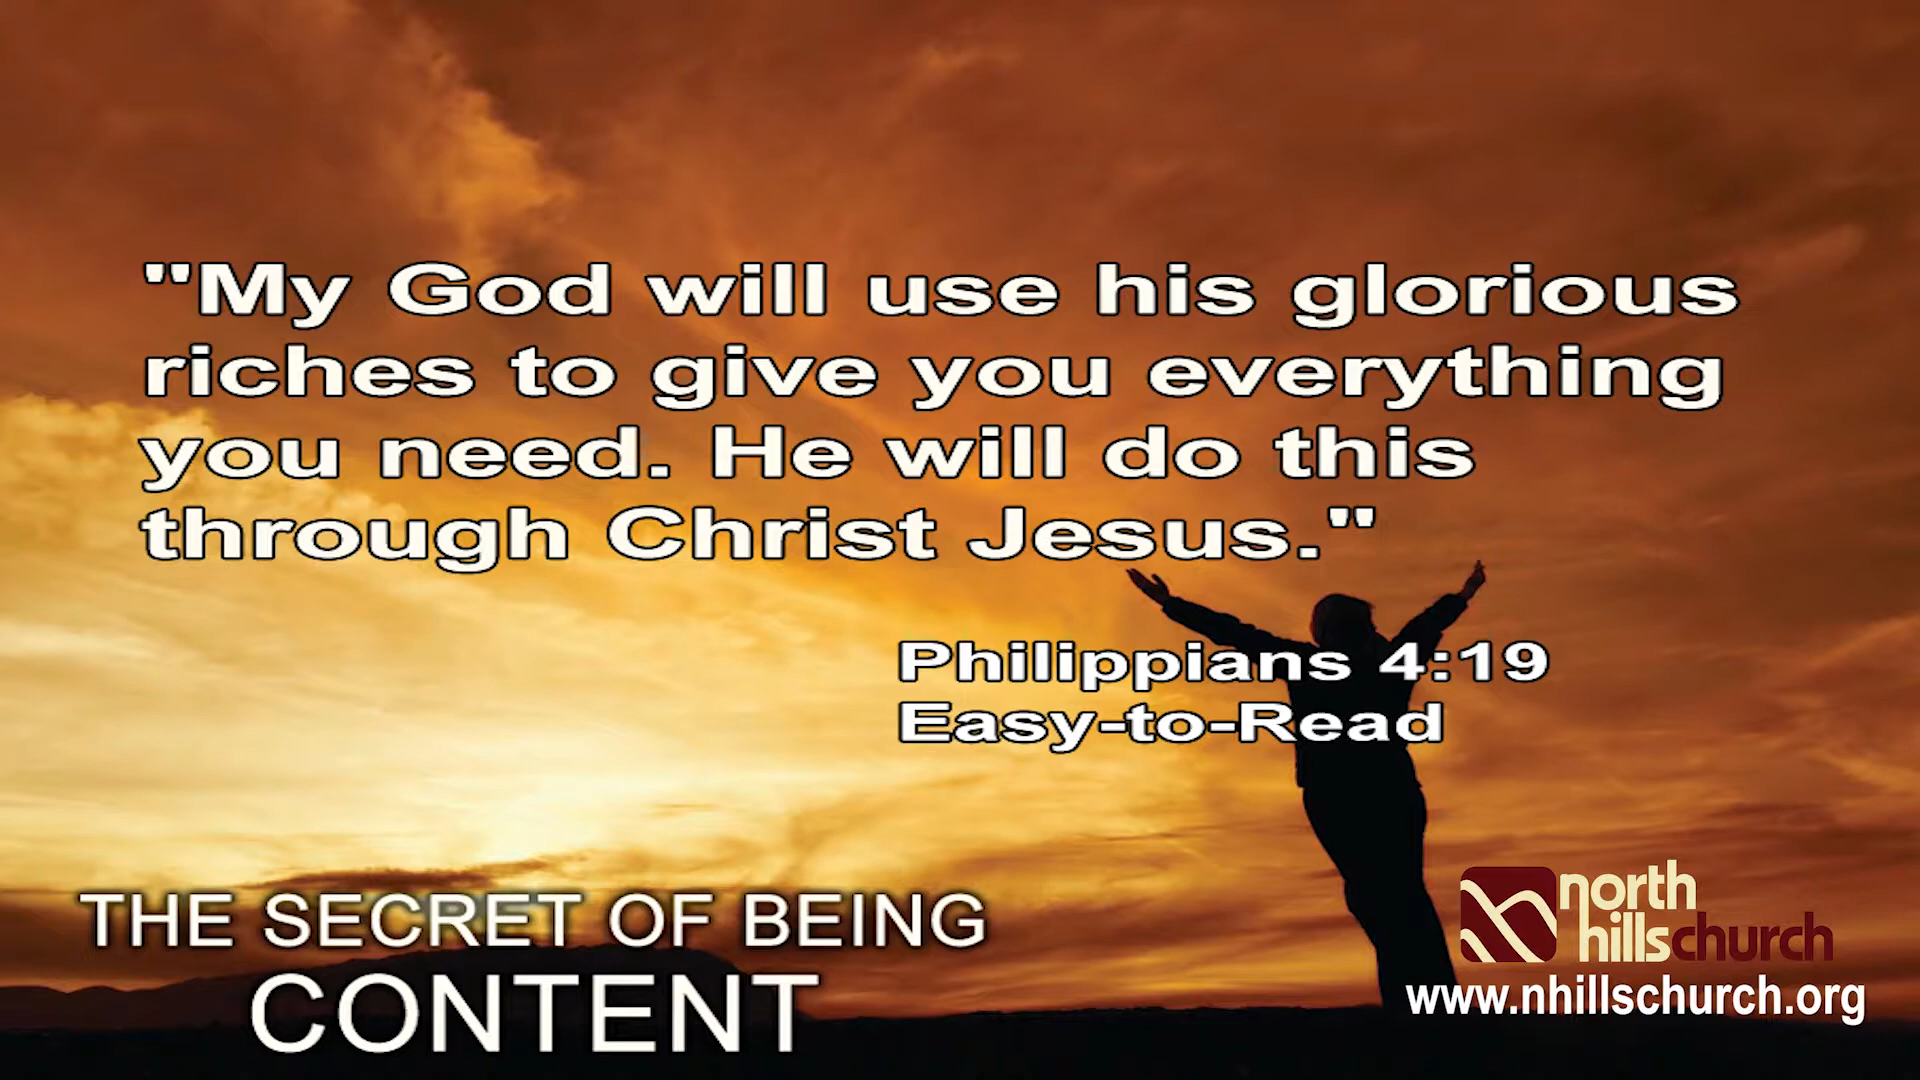 "My God will use his glorious
riches to give you everything
you need. He will do this
through Christ Jesus."
Philippians 4:19
Easy-to-Read
THE SECRET OF BEING
CONTENT
north
hillschurch
www.nhillschurch.org